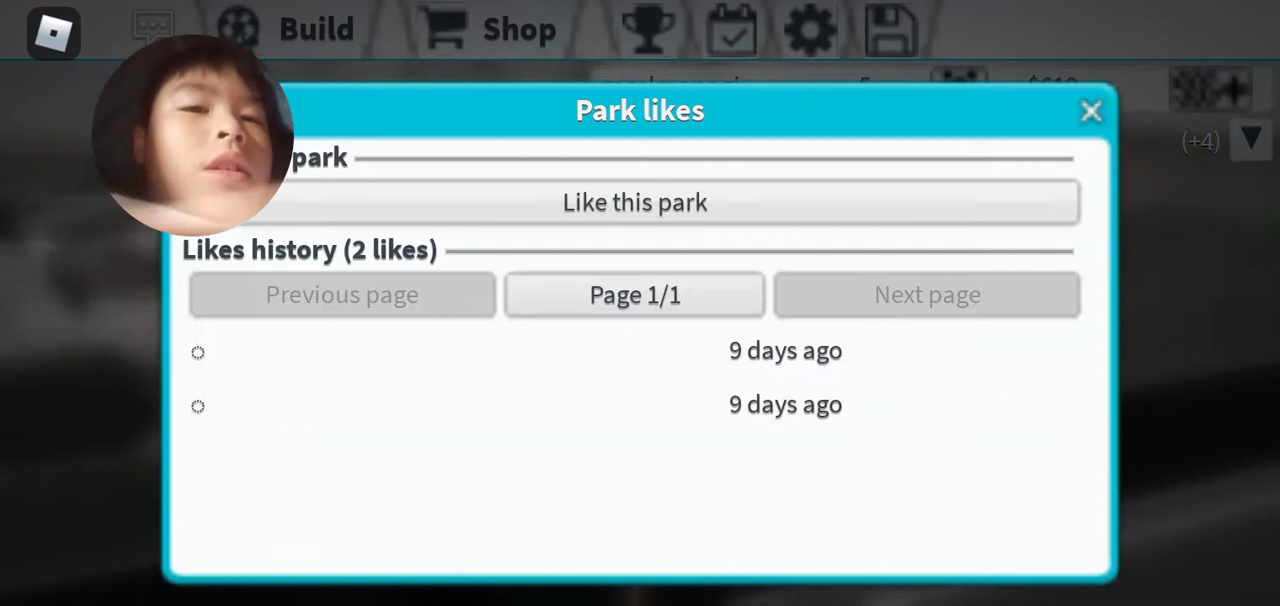 Build
Shop
Park likes
(+4)
park
Like this park
Likes history (2 likes)
Previous page
Page 1/1
Next page
9 days ago
9 days ago